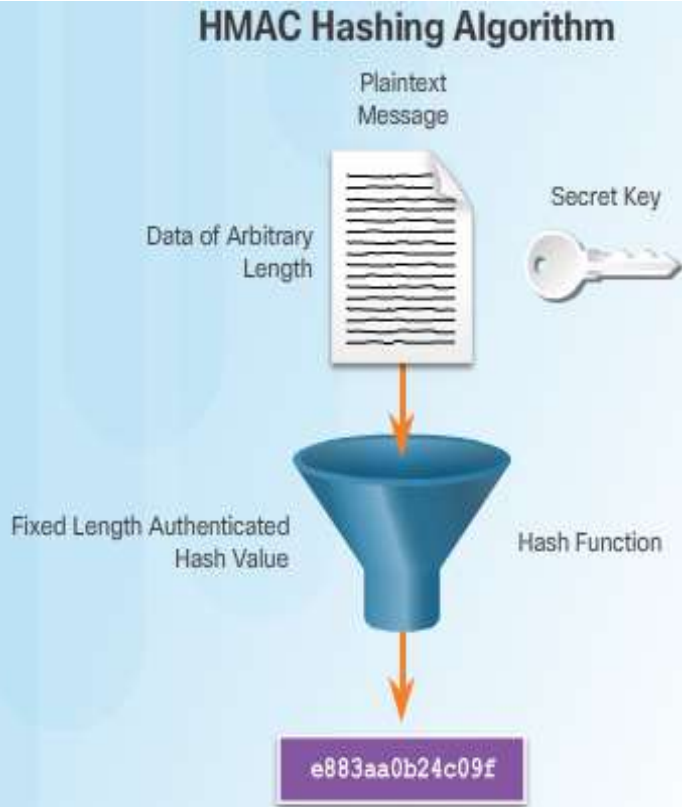 HMAC Hashing Algorithm
Plaintext
Message
Secret Key
Data of Arbitrary
Length
Fixed Length Authenticated
Hash Value
Hash Function
e883aa0b24c09f